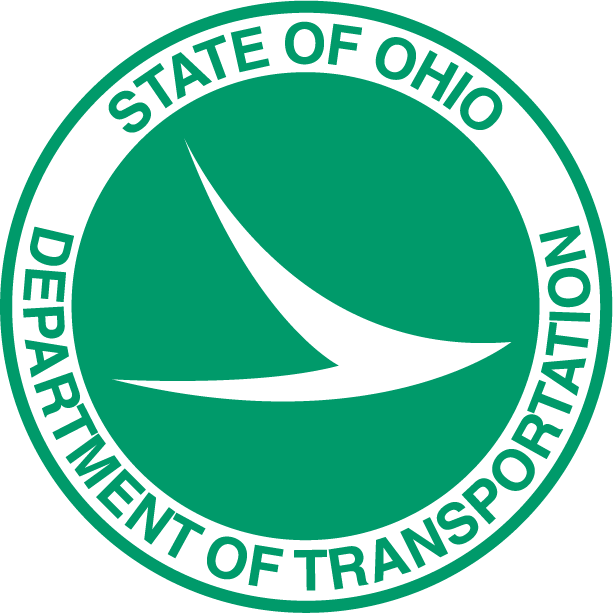 STATE OF OHIO
DEPARTMENT OF TRANSPORTATION